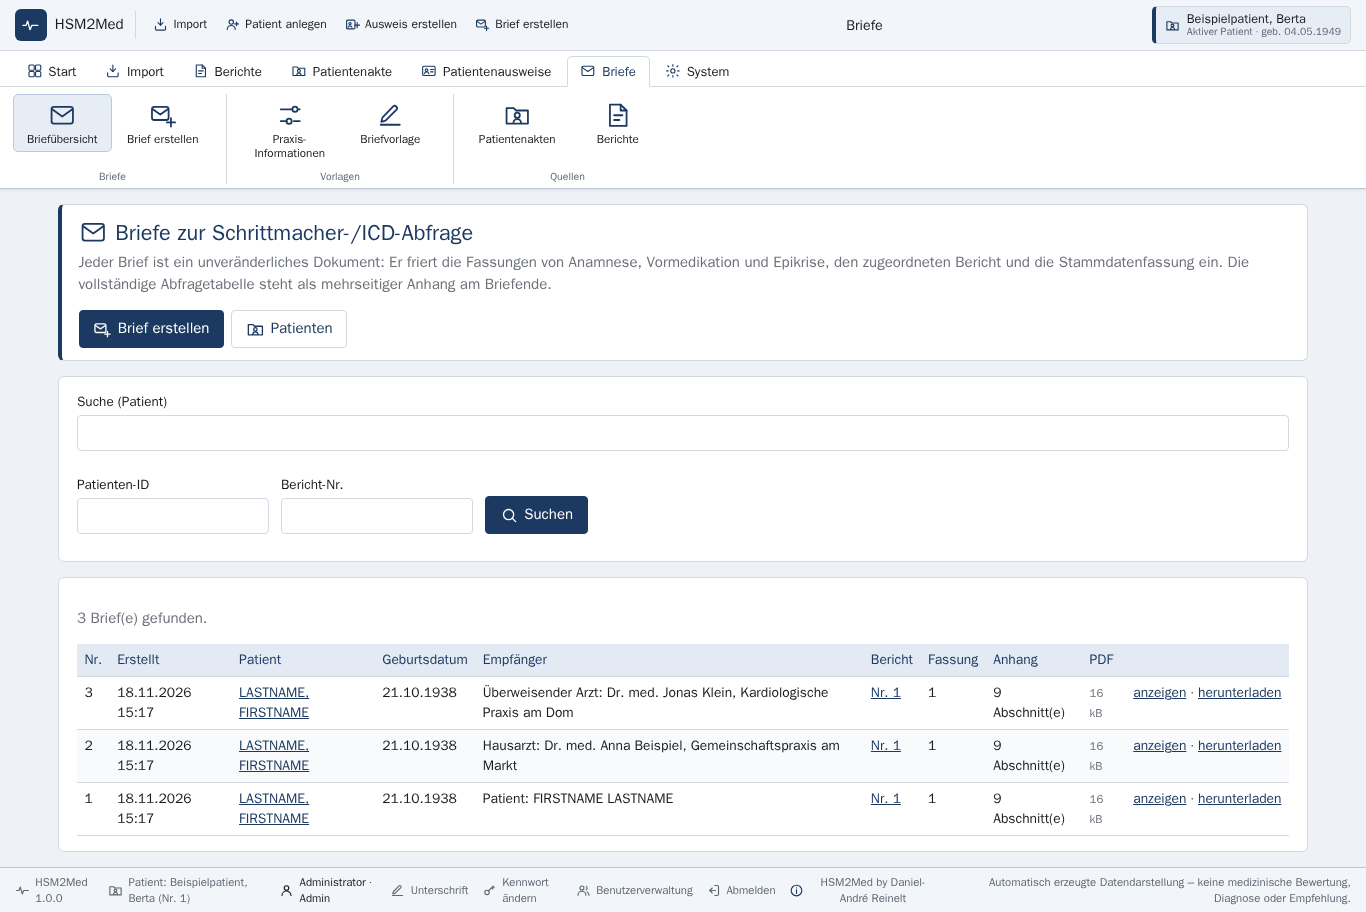 HSM2Med Import Patient anlegen Ausweis erstellen Brief erstellen Briefe Beispielpatient, Berta
Aktiver Patient · geb. 04.05.1949
Start Import Berichte Patientenakte Patientenausweise Briefe System
Briefübersicht Brief erstellen Praxis-
Informationen Briefvorlage Patientenakten Berichte
Briefe Vorlagen Quellen
Briefe zur Schrittmacher-/ICD-Abfrage
Jeder Brief ist ein unveränderliches Dokument: Er friert die Fassungen von Anamnese, Vormedikation und Epikrise, den zugeordneten Bericht und die Stammdatenfassung ein. Die
vollständige Abfragetabelle steht als mehrseitiger Anhang am Briefende.
Brief erstellen Patienten
Suche (Patient)
Patienten-ID Bericht-Nr.
Suchen
3 Brief(e) gefunden.
Nr. Erstellt Patient Geburtsdatum Empfänger Bericht Fassung Anhang PDF
3 18.11.2026 LASTNAME, 21.10.1938 Überweisender Arzt: Dr. med. Jonas Klein, Kardiologische Nr. 1 1 9 16 anzeigen · herunterladen
15:17 FIRSTNAME Praxis am Dom Abschnitt(e) kB
2 18.11.2026 LASTNAME, 21.10.1938 Hausarzt: Dr. med. Anna Beispiel, Gemeinschaftspraxis am Nr. 1 1 9 16 anzeigen · herunterladen
15:17 FIRSTNAME Markt Abschnitt(e) kB
1 18.11.2026 LASTNAME, 21.10.1938 Patient: FIRSTNAME LASTNAME Nr. 1 1 9 16 anzeigen · herunterladen
15:17 FIRSTNAME Abschnitt(e) kB
HSM2Med Patient: Beispielpatient, Administrator · Unterschrift Kennwort Benutzerverwaltung Abmelden HSM2Med by Daniel- Automatisch erzeugte Datendarstellung — keine medizinische Bewertung,
1.0.0 Berta (Nr. 1) Admin ändern André Reinelt Diagnose oder Empfehlung.